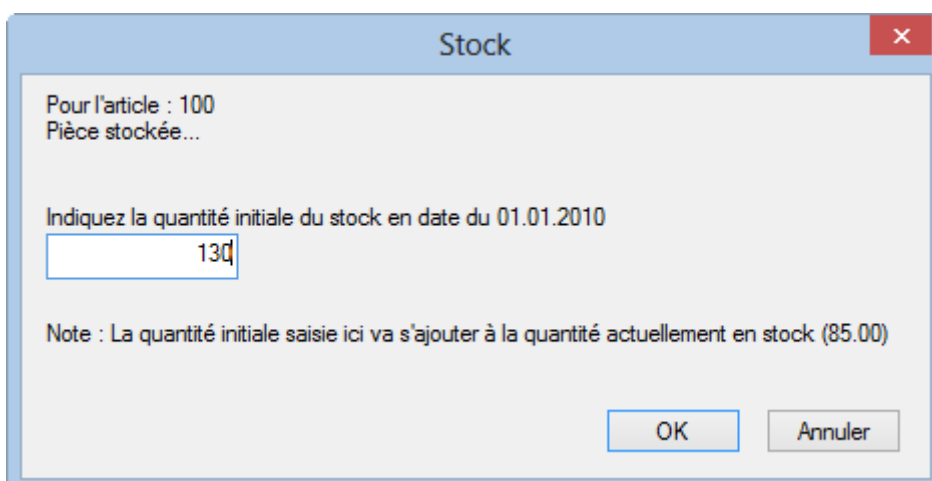 Stock
Pour l'article : 100
Pièce stockée...
Indiquez la quantité initiale du stock en date du 01.01.2010
130
Note : La quantité initiale saisie ici va s'ajouter à la quantité actuellement en stock (85.00)
OK Annuler